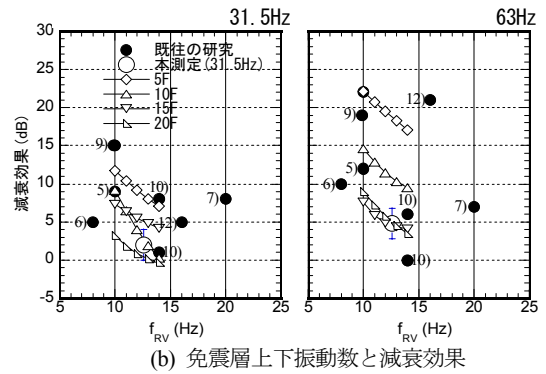 31.5Hz
63Hz
既往の研究
本測定(31.5Hz)
5F
10F
15F
20F
減衰効果 (dB)
30
25
20
15
10
5
0
-5
9)
5)
6)
10)
12)
10)
7)
9)
12)
5)
6)
10)
7)
10)
5 10 15 20 25
5 10 15 20 25
f_RV (Hz)
f_RV (Hz)
(b) 免震層上下振動数と減衰効果